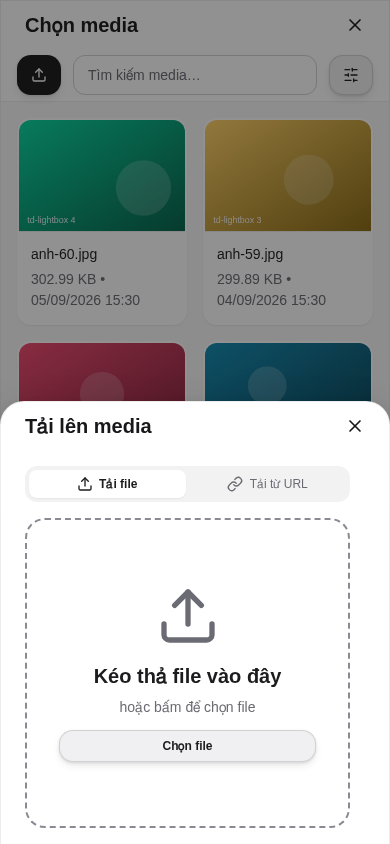 Chọn media
Tìm kiếm media…
td-lightbox 4
td-lightbox 3
anh-60.jpg
anh-59.jpg
302.99 KB •
299.89 KB •
05/09/2026 15:30
04/09/2026 15:30
Tải lên media
Tải file
Tải từ URL
Kéo thả file vào đây
hoặc bấm để chọn file
Chọn file